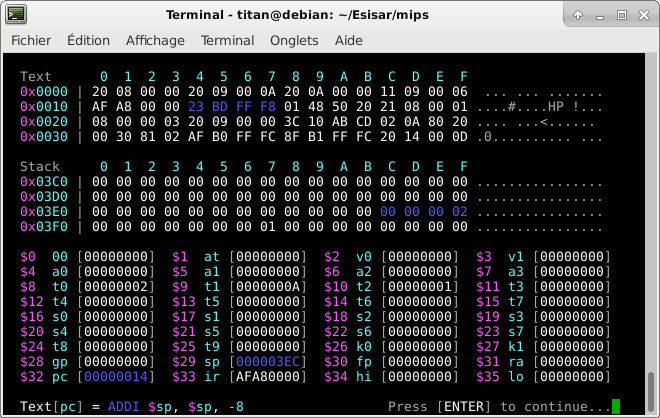 Terminal - titan@debian: ~/Esisar/mips
Fichier Édition Affichage Terminal Onglets Aide
Text 0 1 2 3 4 5 6 7 8 9 A B C D E F
0x0000 | 20 08 00 00 20 09 00 0A 20 0A 00 00 11 09 00 06  ... ... .......
0x0010 | AF A8 00 00 23 BD FF F8 01 48 50 20 21 08 00 01 ....#....HP !...
0x0020 | 08 00 00 03 20 09 00 00 3C 10 AB CD 02 0A 80 20 .... ...<......
0x0030 | 00 30 81 02 AF B0 FF FC 8F B1 FF FC 20 14 00 0D .0.......... ...
Stack 0 1 2 3 4 5 6 7 8 9 A B C D E F
0x03C0 | 00 00 00 00 00 00 00 00 00 00 00 00 00 00 00 00 ................
0x03D0 | 00 00 00 00 00 00 00 00 00 00 00 00 00 00 00 00 ................
0x03E0 | 00 00 00 00 00 00 00 00 00 00 00 00 00 00 00 02 ................
0x03F0 | 00 00 00 00 00 00 00 01 00 00 00 00 00 00 00 00 ................
$0 00 [00000000] $1 at [00000000] $2 v0 [00000000] $3 v1 [00000000]
$4 a0 [00000000] $5 a1 [00000000] $6 a2 [00000000] $7 a3 [00000000]
$8 t0 [00000002] $9 t1 [0000000A] $10 t2 [00000001] $11 t3 [00000000]
$12 t4 [00000000] $13 t5 [00000000] $14 t6 [00000000] $15 t7 [00000000]
$16 s0 [00000000] $17 s1 [00000000] $18 s2 [00000000] $19 s3 [00000000]
$20 s4 [00000000] $21 s5 [00000000] $22 s6 [00000000] $23 s7 [00000000]
$24 t8 [00000000] $25 t9 [00000000] $26 k0 [00000000] $27 k1 [00000000]
$28 gp [00000000] $29 sp [000003EC] $30 fp [00000000] $31 ra [00000000]
$32 pc [00000014] $33 ir [AFA80000] $34 hi [00000000] $35 lo [00000000]
Text[pc] = ADDI $sp, $sp, -8 Press [ENTER] to continue...